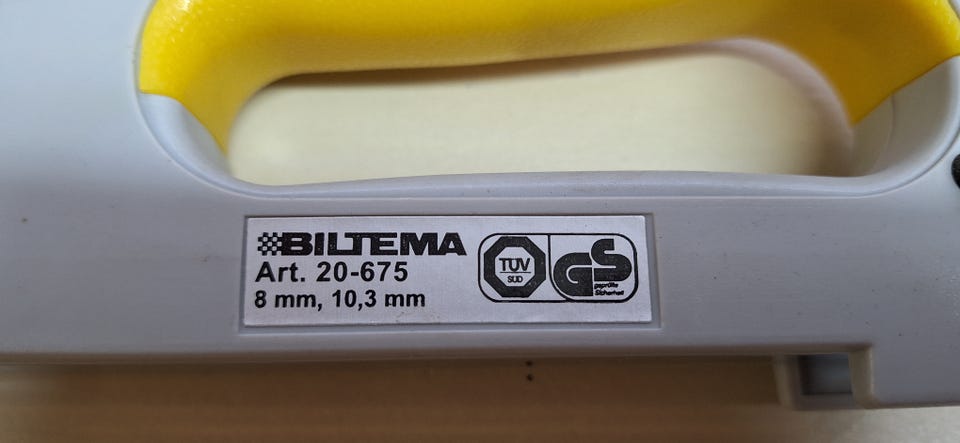 BILTEMA
Art. 20-675
8 mm, 10,3 mm
TÜV
SÜD
GS
geprüfte
Sicherheit